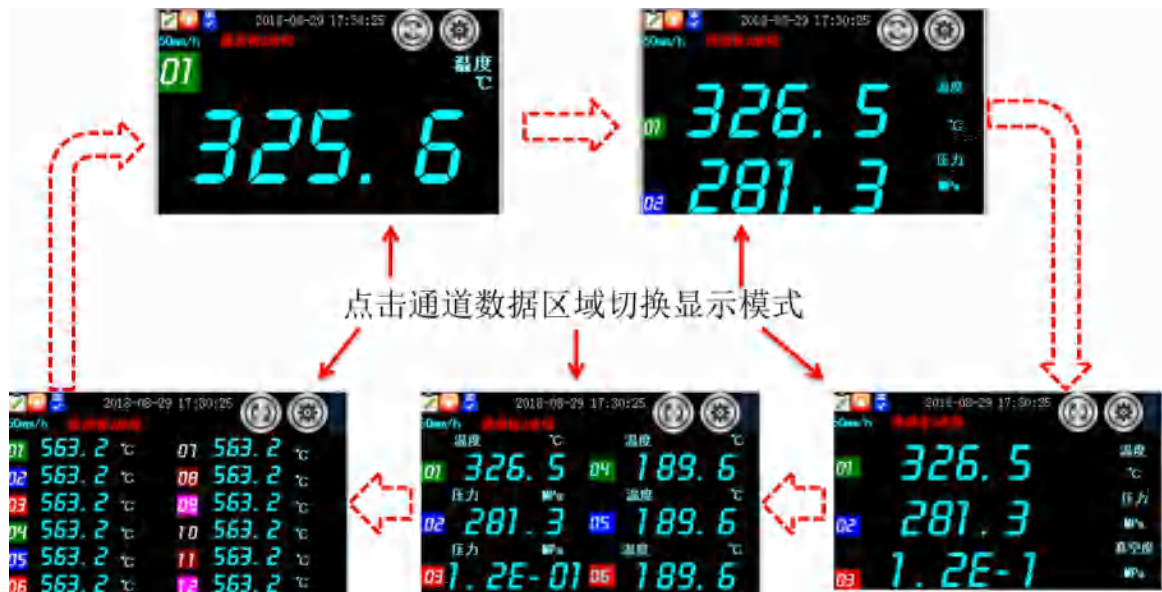 2018-08-29 17:30:25
50mm/h
01
温度
℃
325. 6
2018-08-29 17:30:25
50mm/h
温度
01 326. 5 ℃
压力
02 281. 3 MPa
点击通道数据区域切换显示模式
2018-08-29 17:30:25
50mm/h
01 563. 2 ℃ 07 563. 2 ℃
02 563. 2 ℃ 08 563. 2 ℃
03 563. 2 ℃ 09 563. 2 ℃
04 563. 2 ℃ 10 563. 2 ℃
05 563. 2 ℃ 11 563. 2 ℃
06 563. 2 ℃ 12 563. 2 ℃
2018-08-29 17:30:25
50mm/h
温度 ℃ 温度 ℃
01 326. 5 04 189. 6
压力 MPa 温度 ℃
02 281. 3 05 189. 6
压力 MPa 温度 ℃
03 1. 2E-01 06 189. 6
2018-08-29 17:30:25
50mm/h
温度
01 326. 5 ℃
压力
02 281. 3 MPa
真空度
03 1. 2E-1 MPa